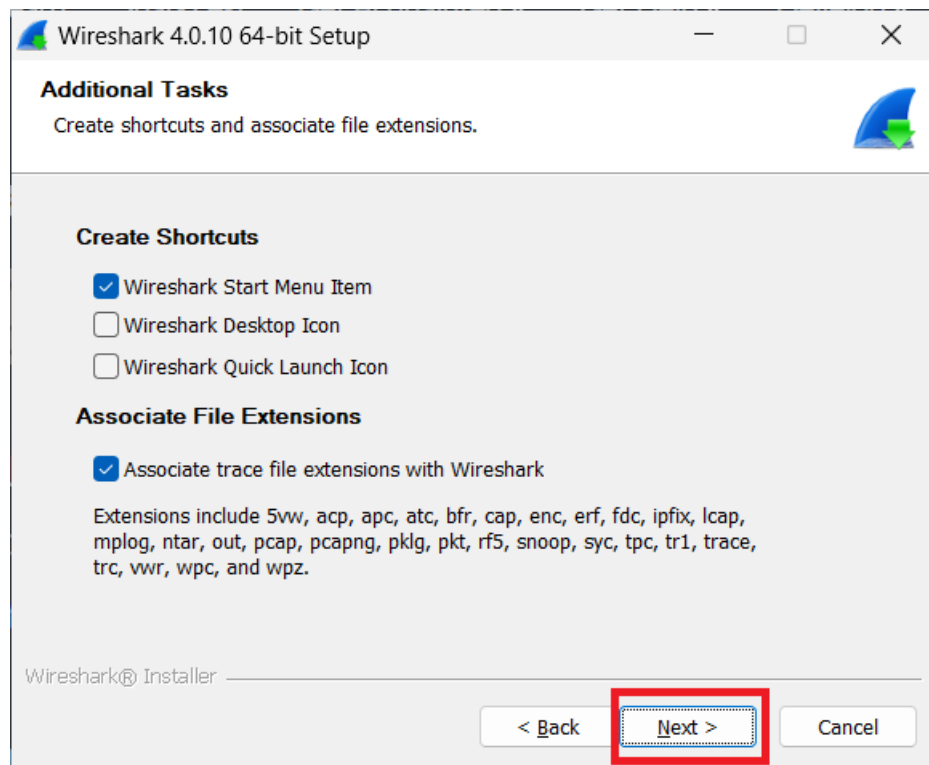 Wireshark 4.0.10 64-bit Setup
Additional Tasks
Create shortcuts and associate file extensions.
Create Shortcuts
Wireshark Start Menu Item
Wireshark Desktop Icon
Wireshark Quick Launch Icon
Associate File Extensions
Associate trace file extensions with Wireshark
Extensions include 5vw, acp, apc, atc, bfr, cap, enc, erf, fdc, ipfix, lcap,
mplog, ntar, out, pcap, pcapng, pklg, pkt, rf5, snoop, syc, tpc, tr1, trace,
trc, vwr, wpc, and wpz.
Wireshark® Installer
< Back Next > Cancel